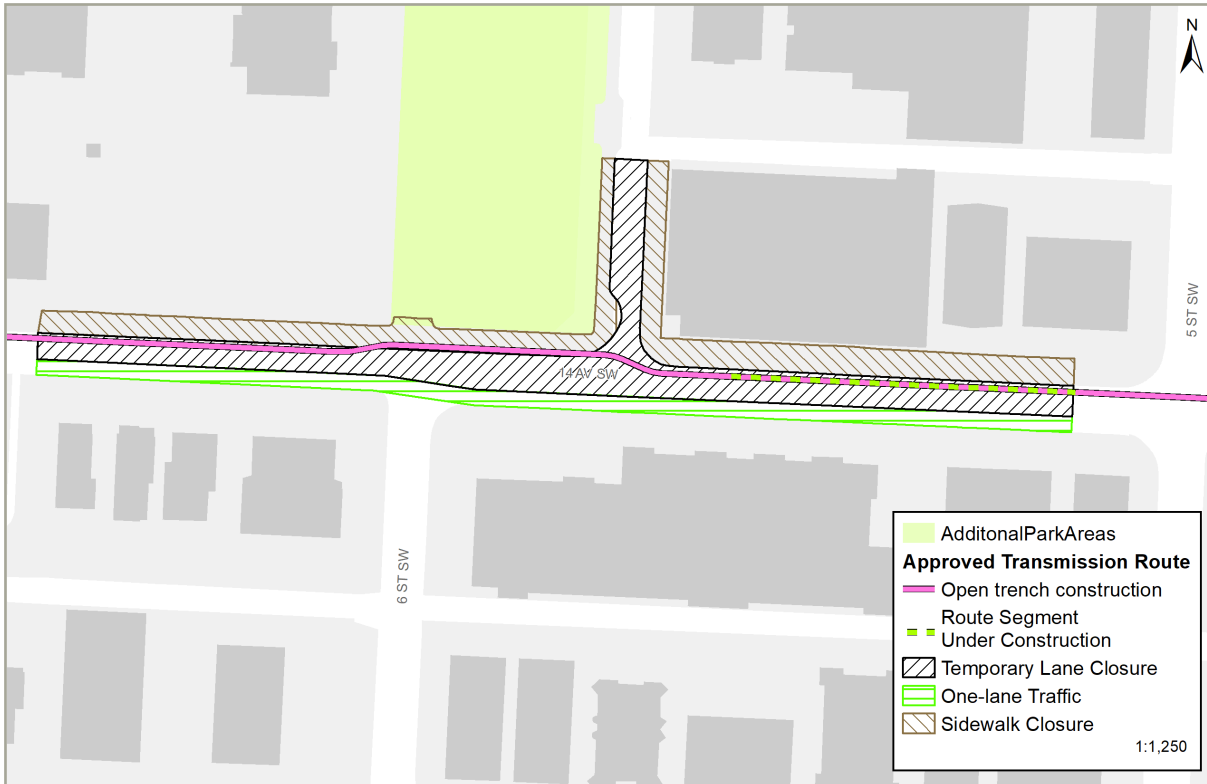 N
5 ST SW
14 AV SW
6 ST SW
AdditonalParkAreas
Approved Transmission Route
Open trench construction
Route Segment
Under Construction
Temporary Lane Closure
One-lane Traffic
Sidewalk Closure
1:1,250